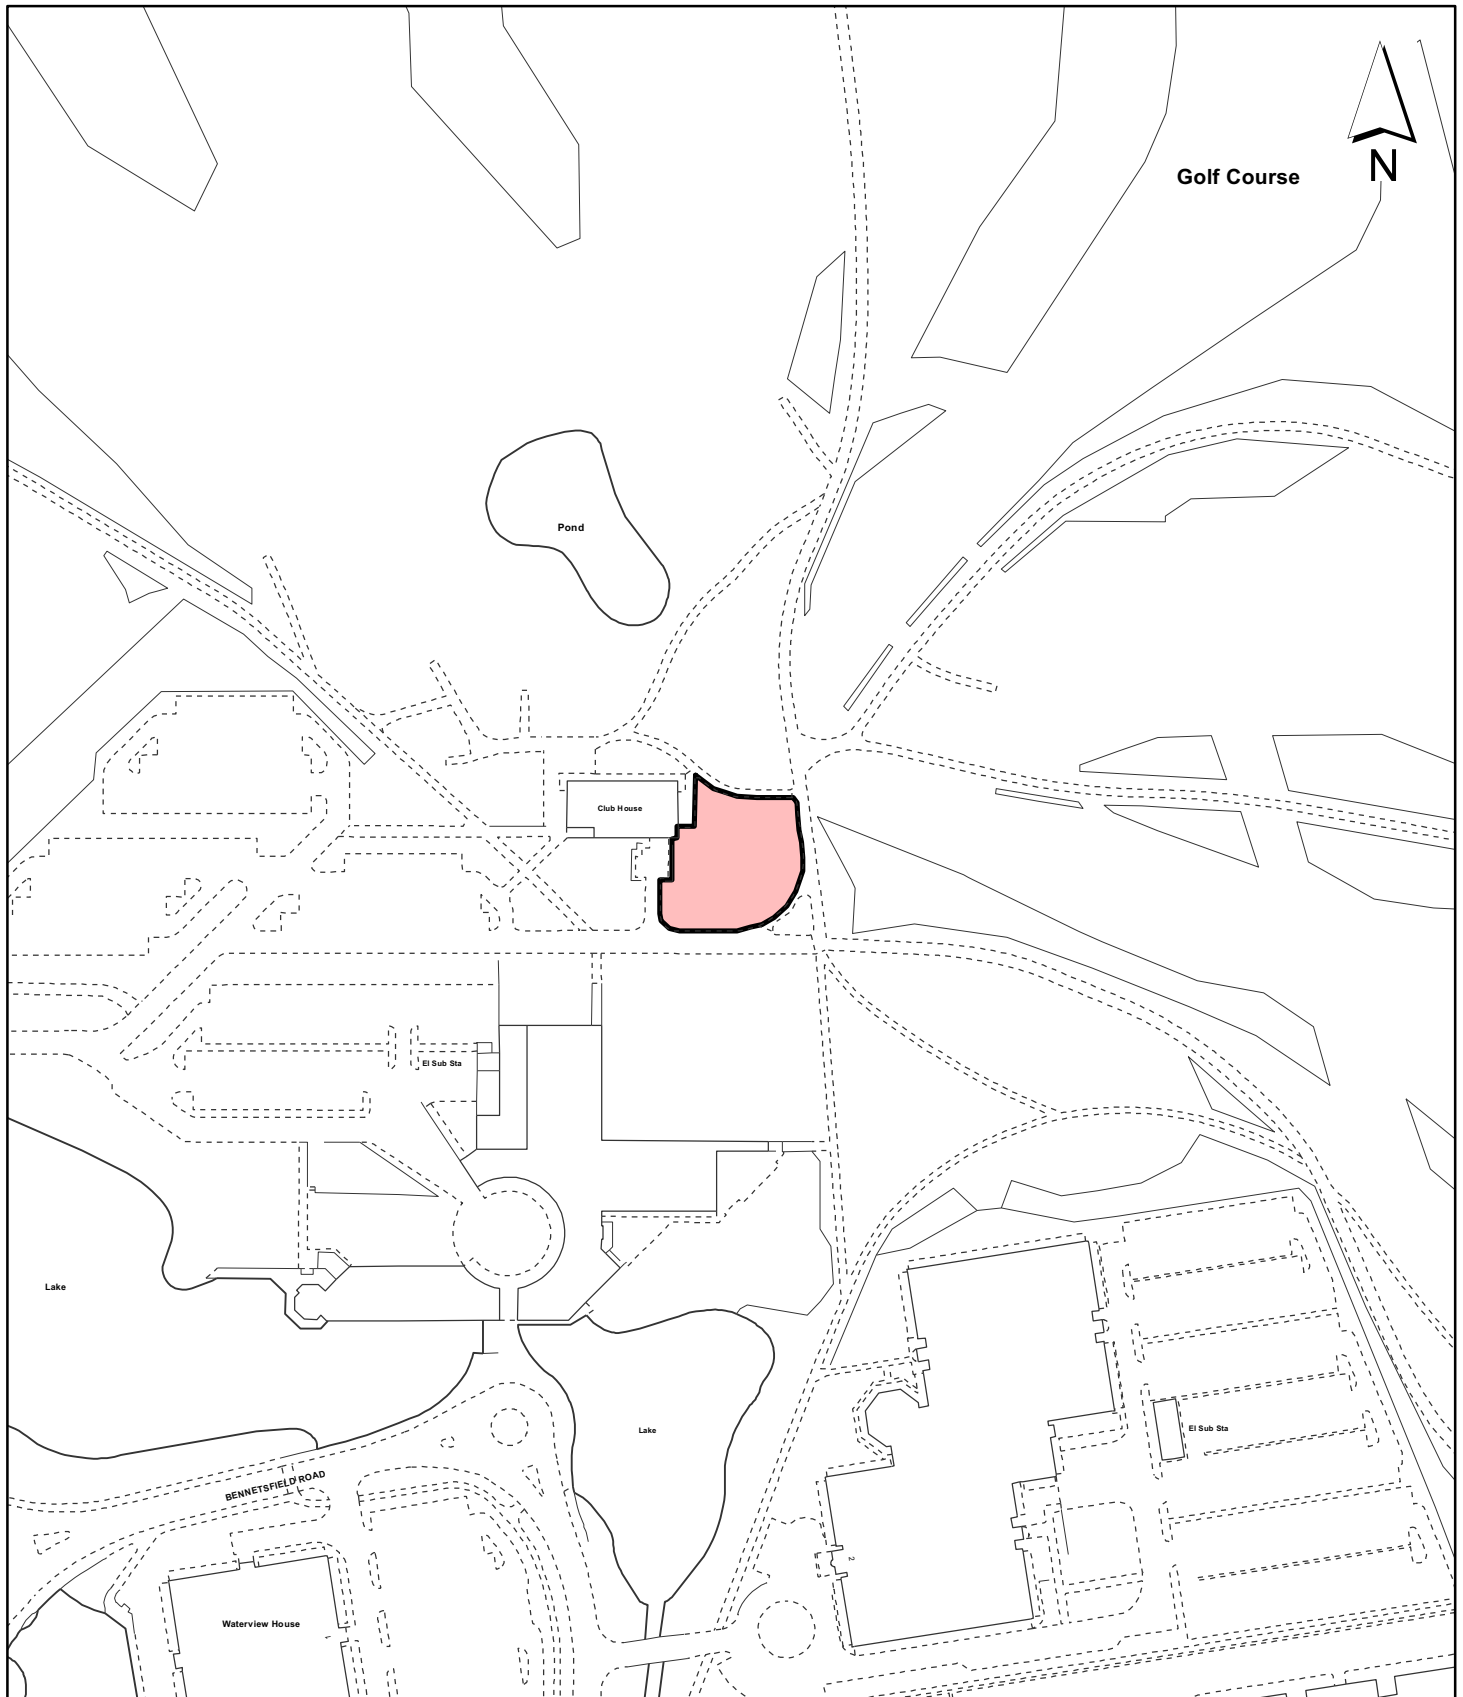 N
Golf Course
Pond
Club House
El Sub Sta
Lake
Lake
El Sub Sta
BENNETSFIELD ROAD
2
Waterview House